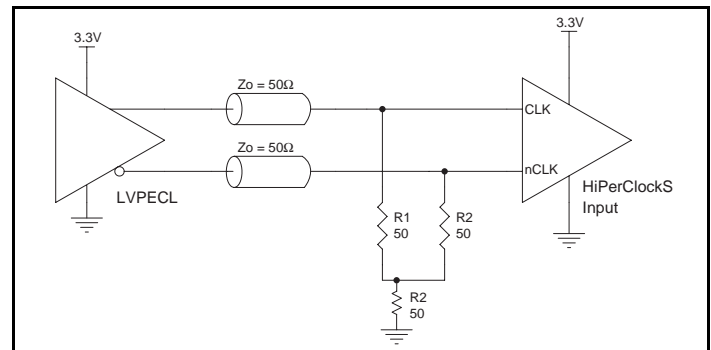 3.3V
3.3V
Zo = 50Ω
CLK
Zo = 50Ω
nCLK
LVPECL
HiPerClockS
Input
R1
50
R2
50
R2
50